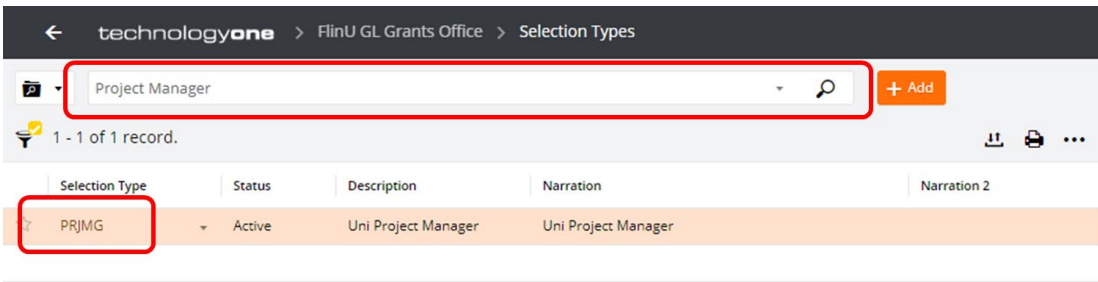 technologyone > FlinU GL Grants Office > Selection Types
Project Manager + Add
1 - 1 of 1 record.
Selection Type Status Description Narration Narration 2
PRJMG Active Uni Project Manager Uni Project Manager